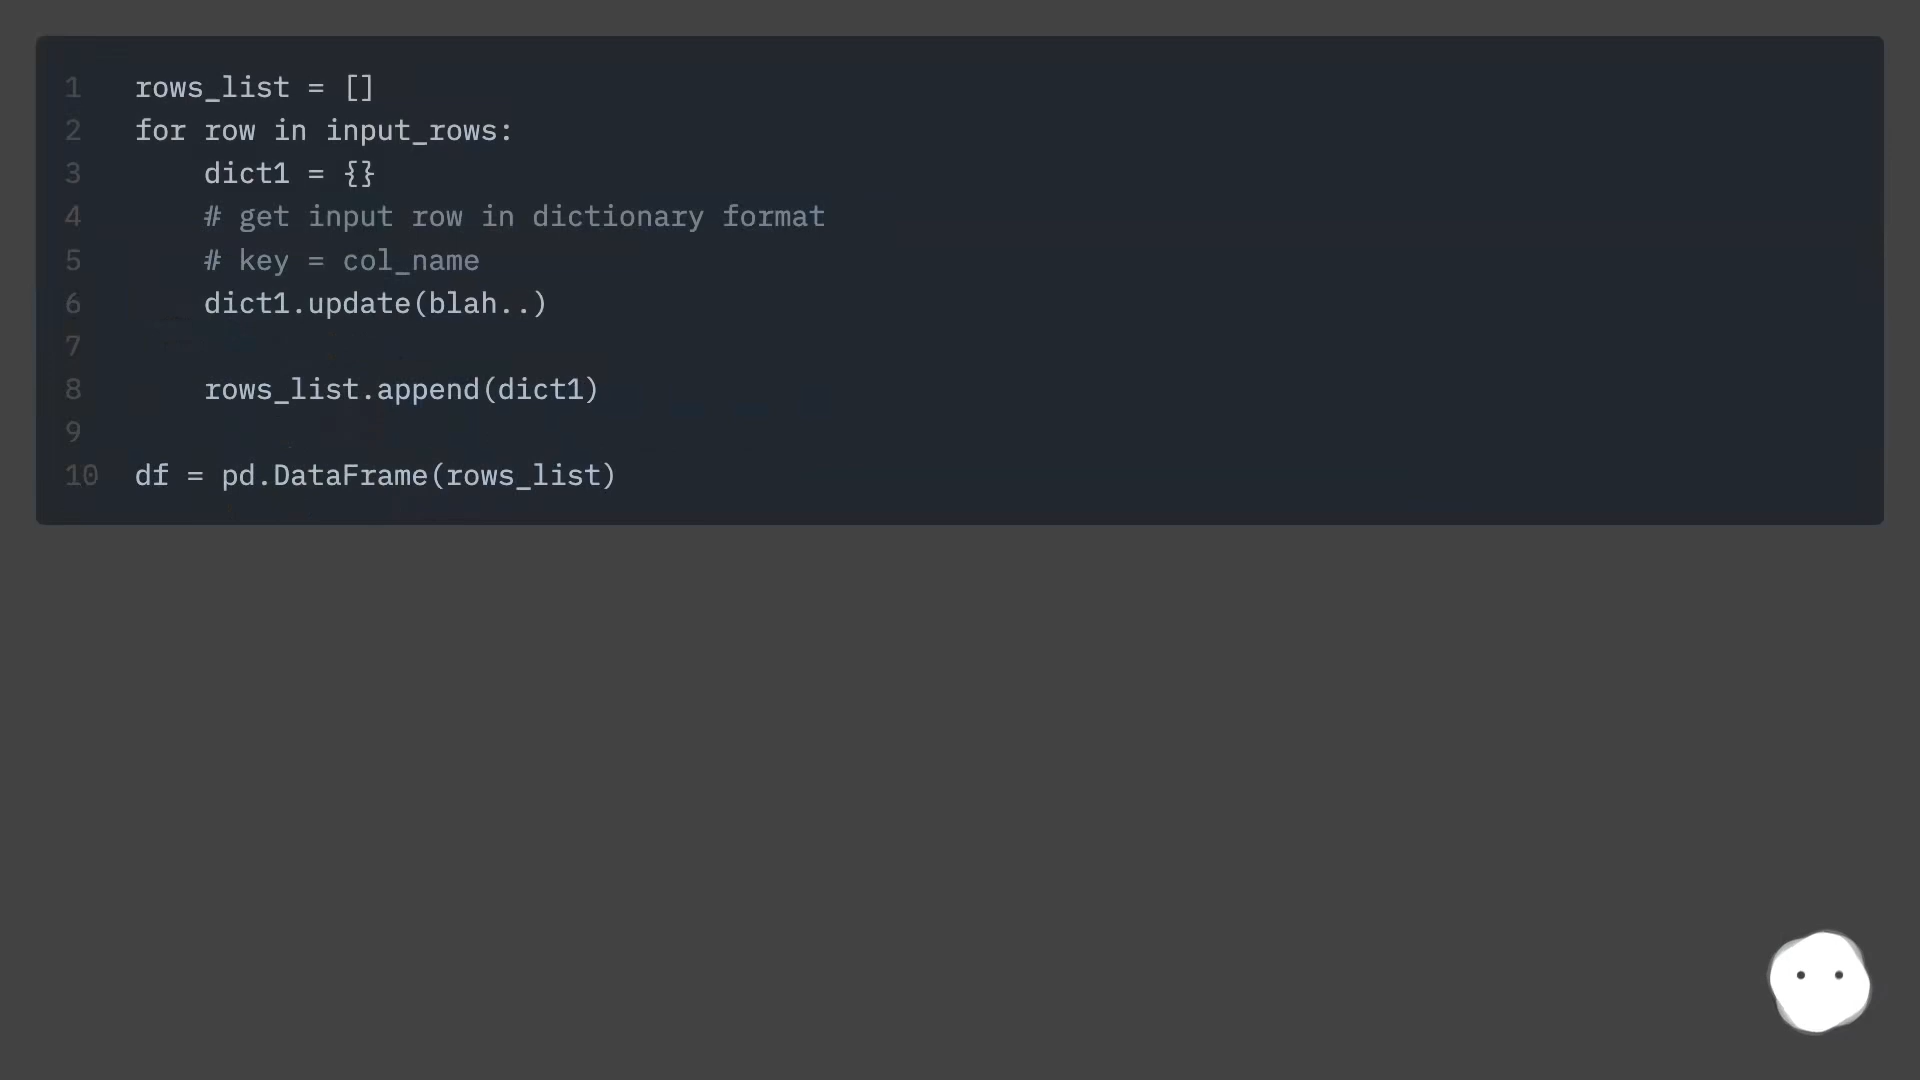 1 rows_list = []
2 for row in input_rows:
3     dict1 = {}
4     # get input row in dictionary format
5     # key = col_name
6     dict1.update(blah..)
7
8     rows_list.append(dict1)
9
10 df = pd.DataFrame(rows_list)